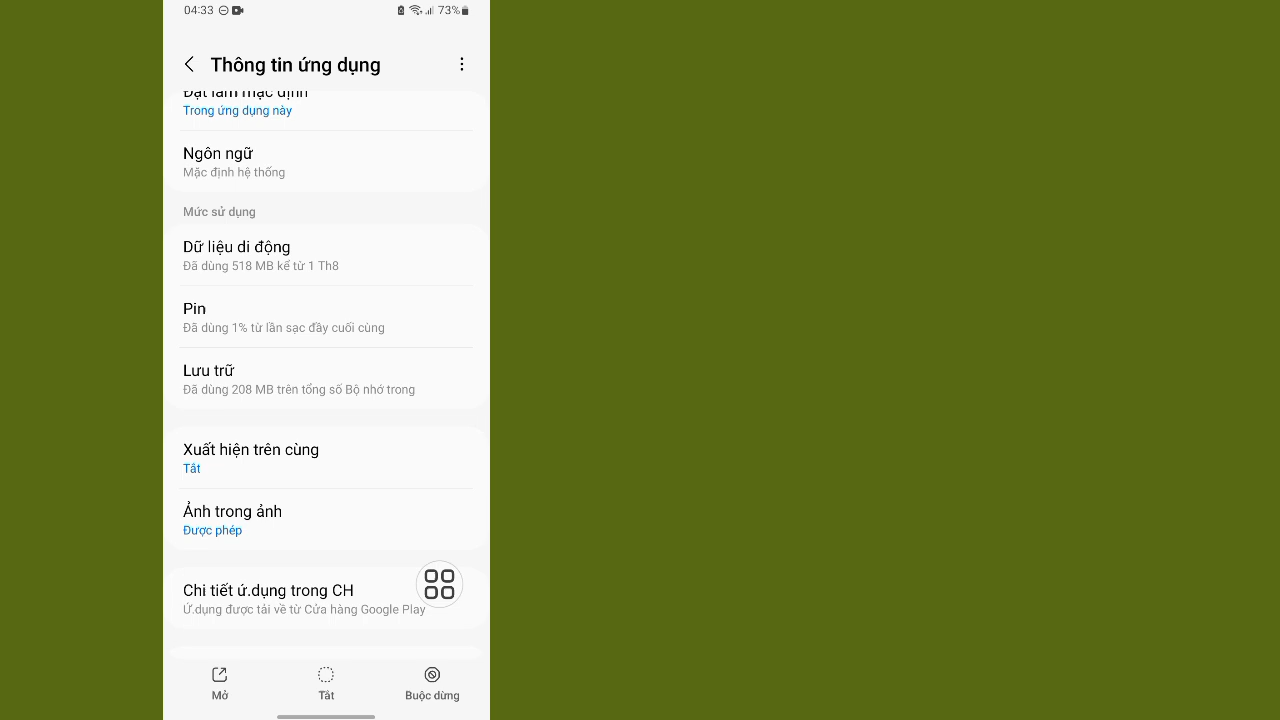 04:33
73%
Thông tin ứng dụng
Đặt làm mặc định
Trong ứng dụng này
Ngôn ngữ
Mặc định hệ thống
Mức sử dụng
Dữ liệu di động
Đã dùng 518 MB kể từ 1 Th8
Pin
Đã dùng 1% từ lần sạc đầy cuối cùng
Lưu trữ
Đã dùng 208 MB trên tổng số Bộ nhớ trong
Xuất hiện trên cùng
Tắt
Ảnh trong ảnh
Được phép
Chi tiết ứ.dụng trong CH
Ứ.dụng được tải về từ Cửa hàng Google Play
Mở
Tắt
Buộc dừng